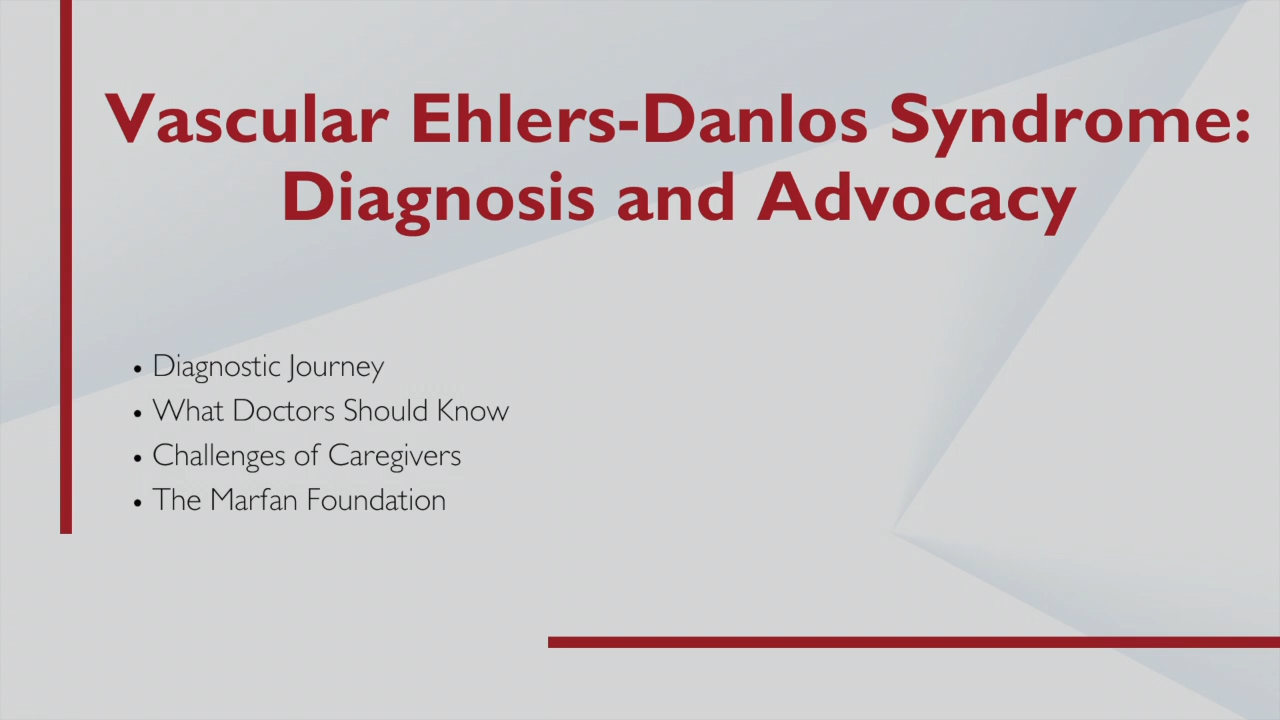 Vascular Ehlers-Danlos Syndrome:
Diagnosis and Advocacy
• Diagnostic Journey
• What Doctors Should Know
• Challenges of Caregivers
• The Marfan Foundation